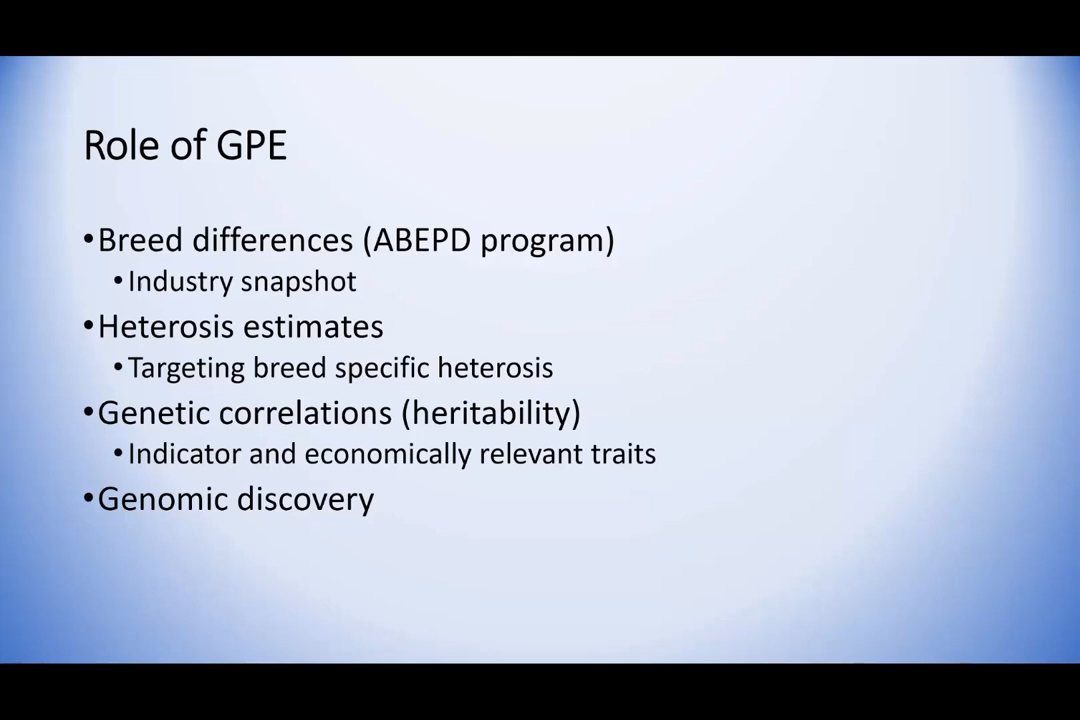 Role of GPE
•Breed differences (ABEPD program)
•Industry snapshot
•Heterosis estimates
•Targeting breed specific heterosis
•Genetic correlations (heritability)
•Indicator and economically relevant traits
•Genomic discovery